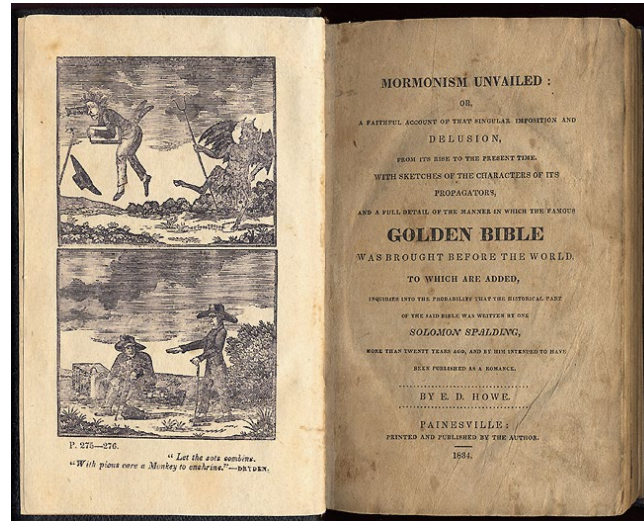 P. 275—276.
"Let the sots combine,
"With pious care a Monkey to enshrine."—DRYDEN.
MORMONISM UNVAILED:
OR,
A FAITHFUL ACCOUNT OF THAT SINGULAR IMPOSITION AND
DELUSION,
FROM ITS RISE TO THE PRESENT TIME.
WITH SKETCHES OF THE CHARACTERS OF ITS
PROPAGATORS,
AND A FULL DETAIL OF THE MANNER IN WHICH THE FAMOUS
GOLDEN BIBLE
WAS BROUGHT BEFORE THE WORLD.
TO WHICH ARE ADDED,
INQUIRIES INTO THE PROBABILITY THAT THE HISTORICAL PART
OF THE SAID BIBLE WAS WRITTEN BY ONE
SOLOMON SPALDING,
MORE THAN TWENTY YEARS AGO, AND BY HIM INTENDED TO HAVE
BEEN PUBLISHED AS A ROMANCE.
BY E. D. HOWE.
PAINESVILLE:
PRINTED AND PUBLISHED BY THE AUTHOR.
1834.